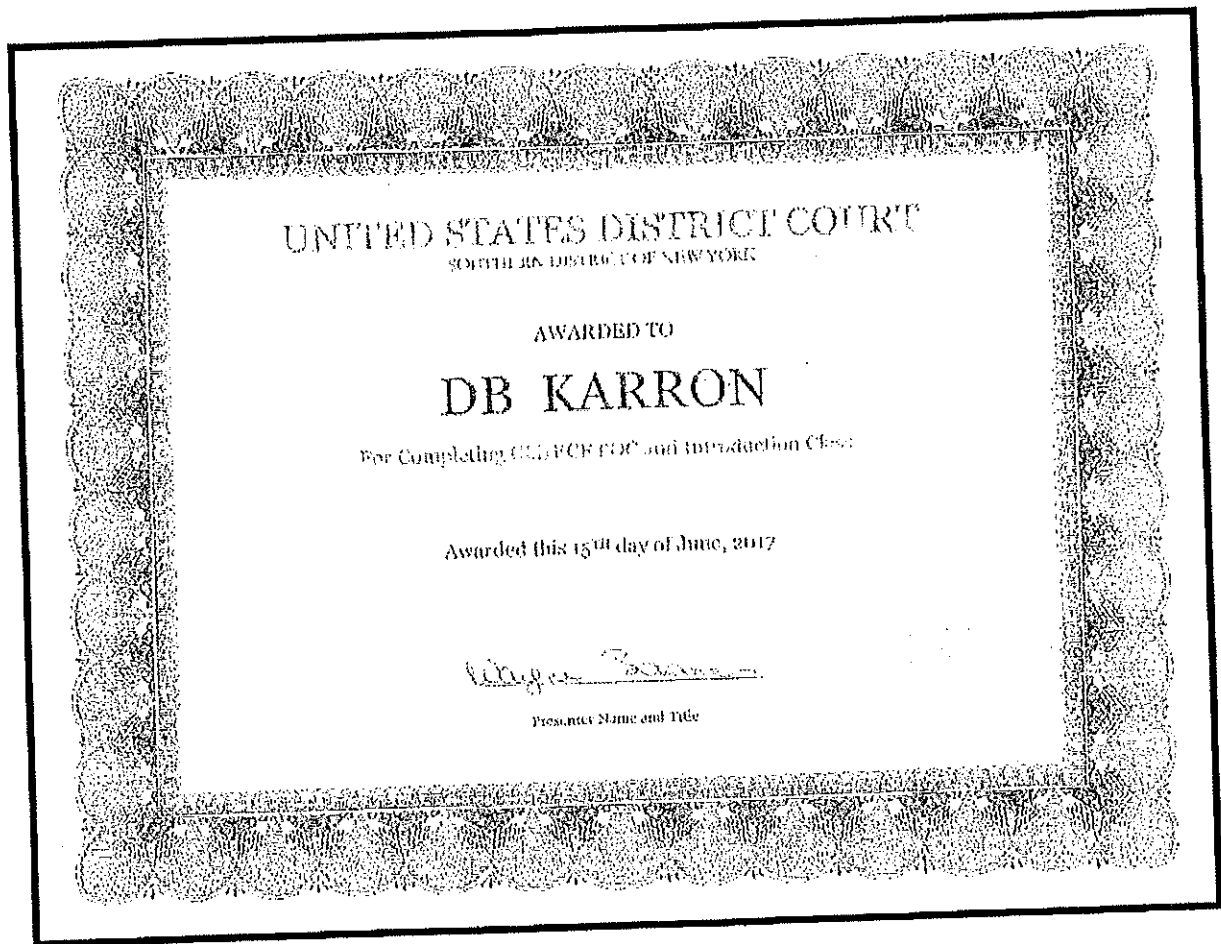 UNITED STATES DISTRICT COURT
SOUTHERN DISTRICT OF NEW YORK
AWARDED TO
DB KARRON
For Completing and Introduction Class
Awarded this 15th day of June, 2017
Presenter Name and Title